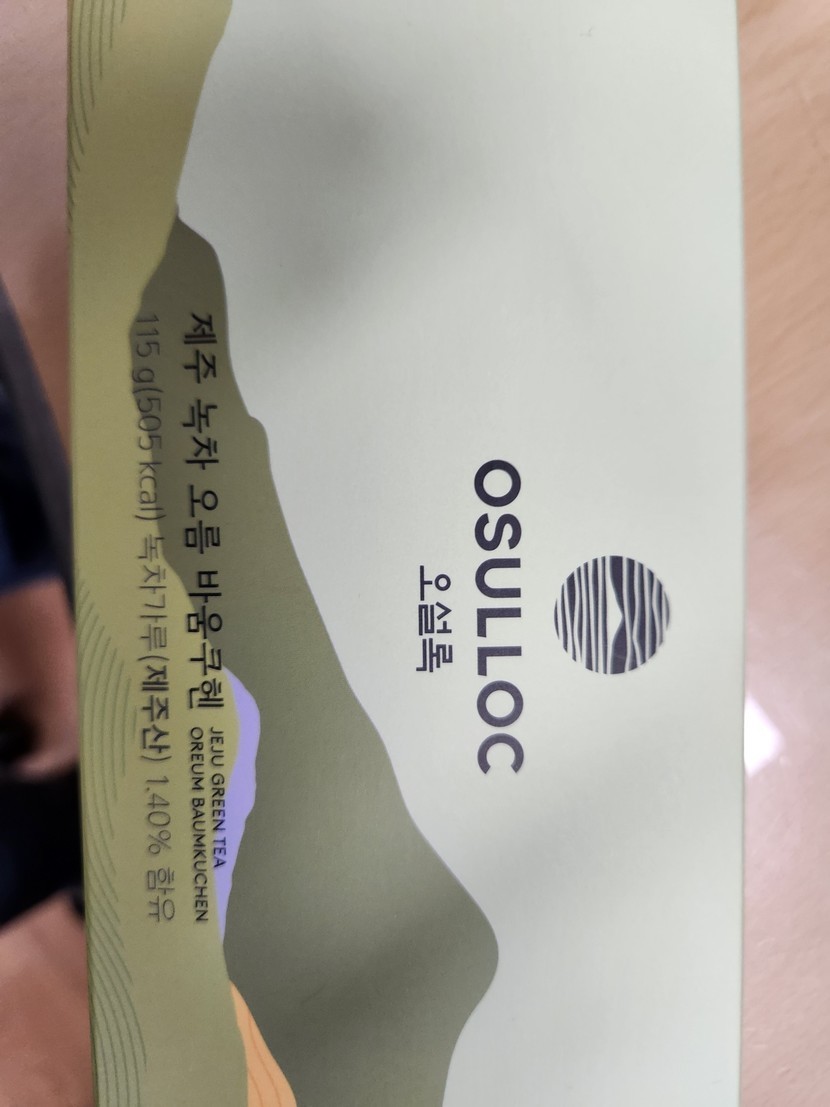 OSULLOC
오설록
제주 녹차 오름 바움쿠헨
JEJU GREEN TEA
OREUM BAUMKUCHEN
115 g(505 kcal) 녹차가루(제주산) 1.40% 함유